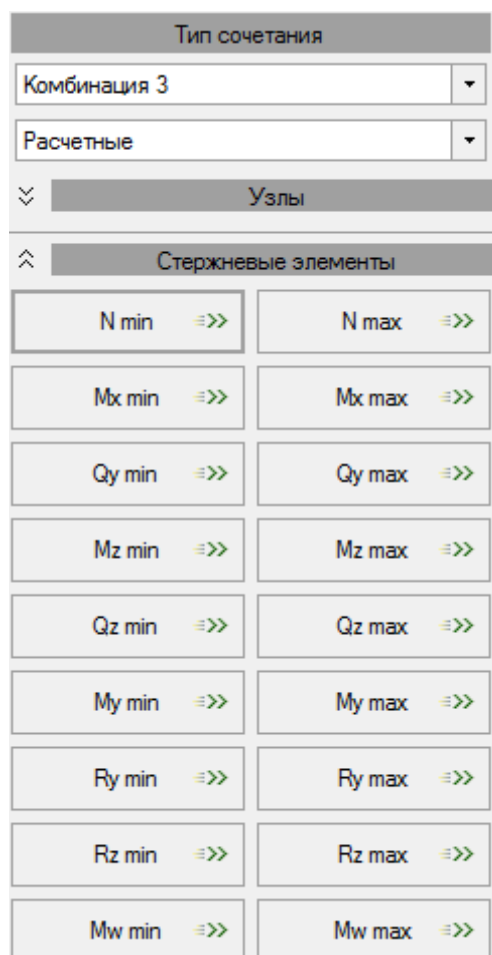 Тип сочетания
Комбинация 3
Расчетные
Узлы
Стержневые элементы
N min N max
Mx min Mx max
Qy min Qy max
Mz min Mz max
Qz min Qz max
My min My max
Ry min Ry max
Rz min Rz max
Mw min Mw max